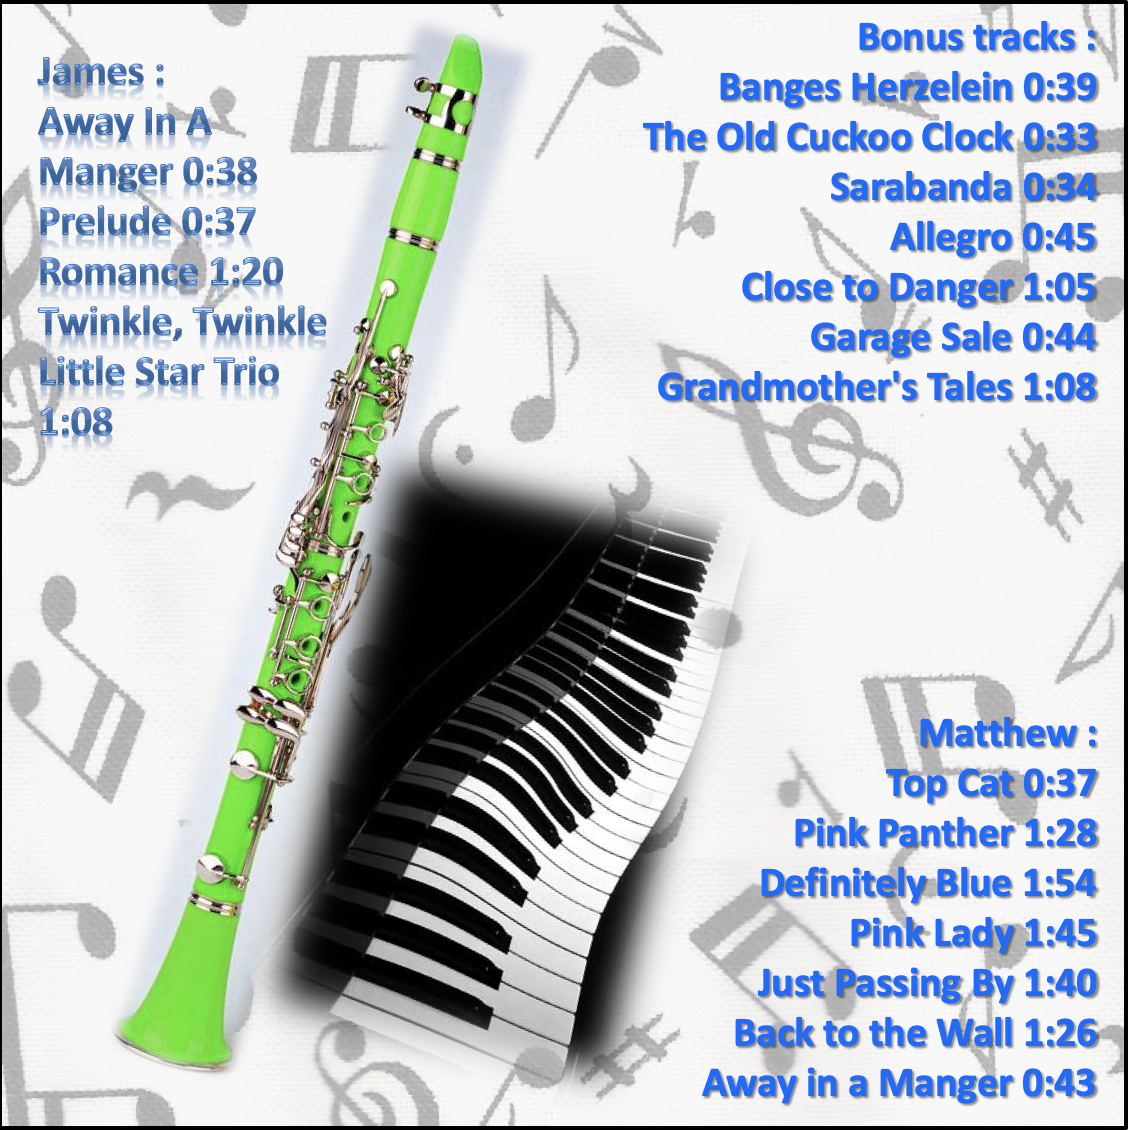 James :
Away In A
Manger 0:38
Prelude 0:37
Romance 1:20
Twinkle, Twinkle
Little Star Trio
1:08
Bonus tracks :
Banges Herzelein 0:39
The Old Cuckoo Clock 0:33
Sarabanda 0:34
Allegro 0:45
Close to Danger 1:05
Garage Sale 0:44
Grandmother's Tales 1:08
Matthew :
Top Cat 0:37
Pink Panther 1:28
Definitely Blue 1:54
Pink Lady 1:45
Just Passing By 1:40
Back to the Wall 1:26
Away in a Manger 0:43